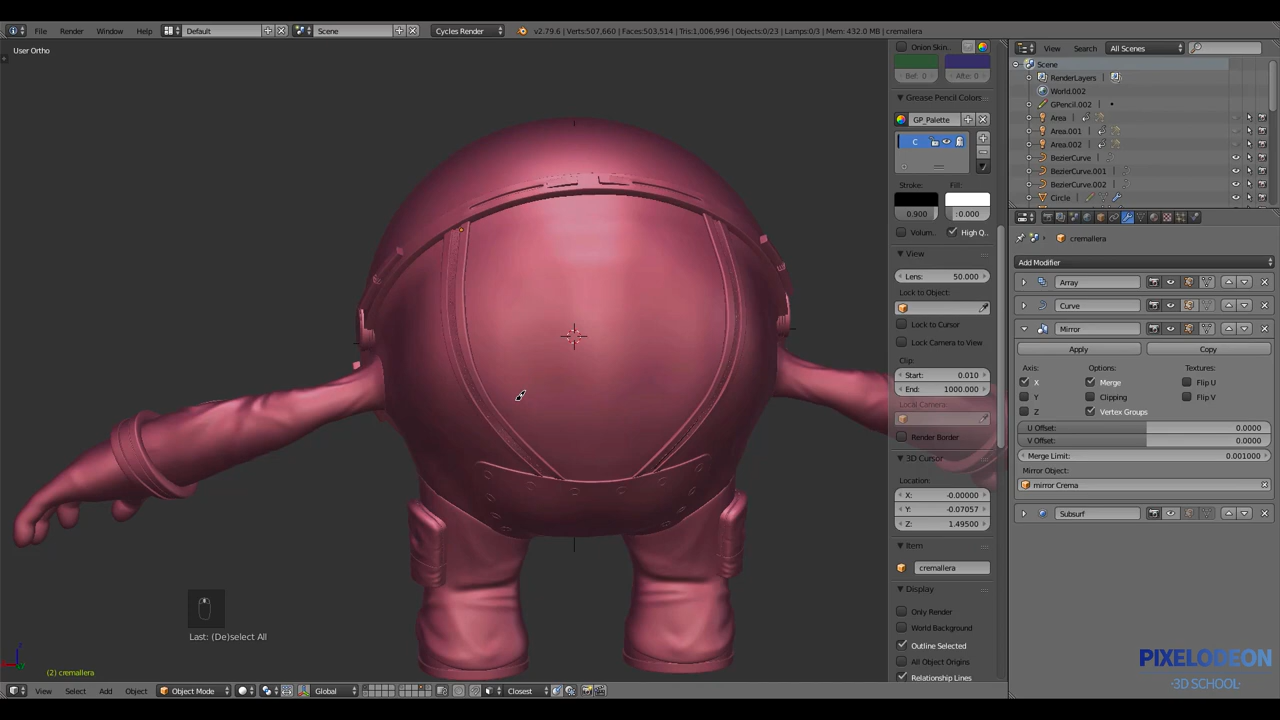 File Render Window Help Default Scene Cycles Render v2.79.6 | Verts:507,660 | Faces:503,514 | Tris:1,006,996 | Objects:0/23 | Lamps:0/3 | Mem: 432.0 MB | cremallera
User Ortho
Onion Skin..
Bef: 0 After: 0
Grease Pencil Colors
GP_Palette
C
Stroke: Fill:
0.900 :0.000
Volum.. High Q..
View
Lens: 50.000
Lock to Object:
Lock to Cursor
Lock Camera to View
Clip:
Start: 0.010
End: 1000.000
Local Camera
Render Border
3D Cursor
Location:
X: -0.00000
Y: -0.07057
Z: 1.49500
Item
cremallera
Display
Only Render
World Background
Outline Selected
All Object Origins
Relationship Lines
View Search All Scenes
Scene
RenderLayers
World.002
GPencil.002
Area
Area.001
Area.002
BezierCurve
BezierCurve.001
BezierCurve.002
Circle
cremallera
Add Modifier
Array
Curve
Mirror
Apply Copy
Axis: Options: Textures:
X Merge Flip U
Y Clipping Flip V
Z Vertex Groups
U Offset: 0.0000
V Offset: 0.0000
Merge Limit: 0.001000
Mirror Object:
mirror Crema
Subsurf
Last: (De)select All
(2) cremallera
View Select Add Object Object Mode Global Closest
PIXELODEON
·3D SCHOOL·